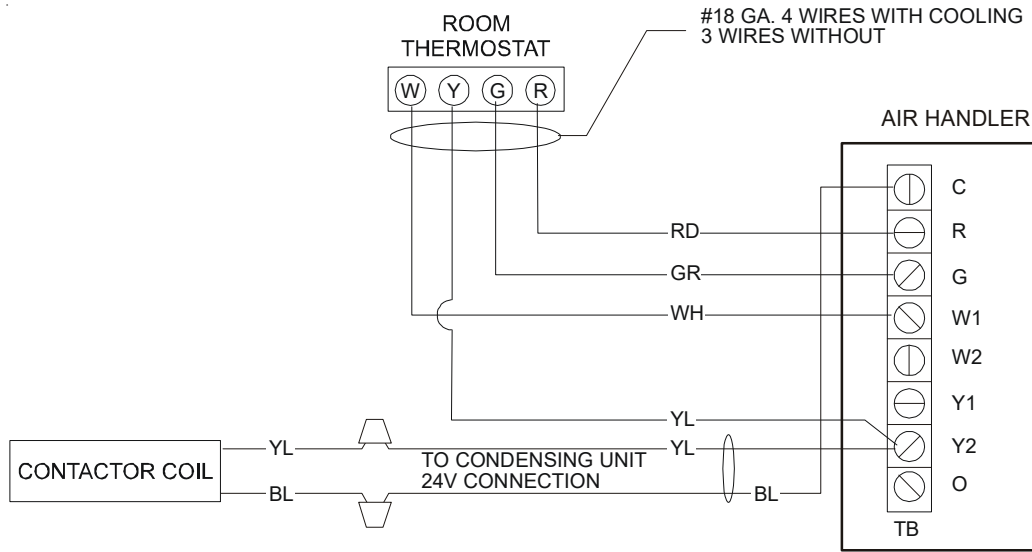 ROOM
THERMOSTAT
#18 GA. 4 WIRES WITH COOLING
3 WIRES WITHOUT
W Y G R
AIR HANDLER
C
RD
R
GR
G
WH
W1
W2
Y1
YL
YL
YL
Y2
CONTACTOR COIL
TO CONDENSING UNIT
24V CONNECTION
BL
BL
O
TB